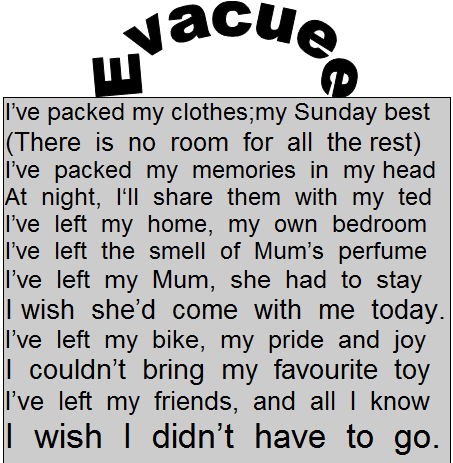 Evacuee
I've packed my clothes;my Sunday best
(There is no room for all the rest)
I've packed my memories in my head
At night, I'll share them with my ted
I've left my home, my own bedroom
I've left the smell of Mum's perfume
I've left my Mum, she had to stay
I wish she'd come with me today.
I've left my bike, my pride and joy
I couldn't bring my favourite toy
I've left my friends, and all I know
I wish I didn't have to go.